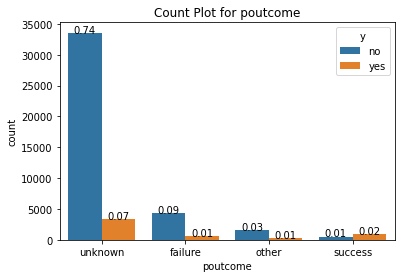 Count Plot for poutcome
35000
30000
25000
20000
15000
10000
5000
0
count
0.74
0.07
0.09
0.01
0.03
0.01
0.01
0.02
y
no
yes
unknown
failure
other
success
poutcome